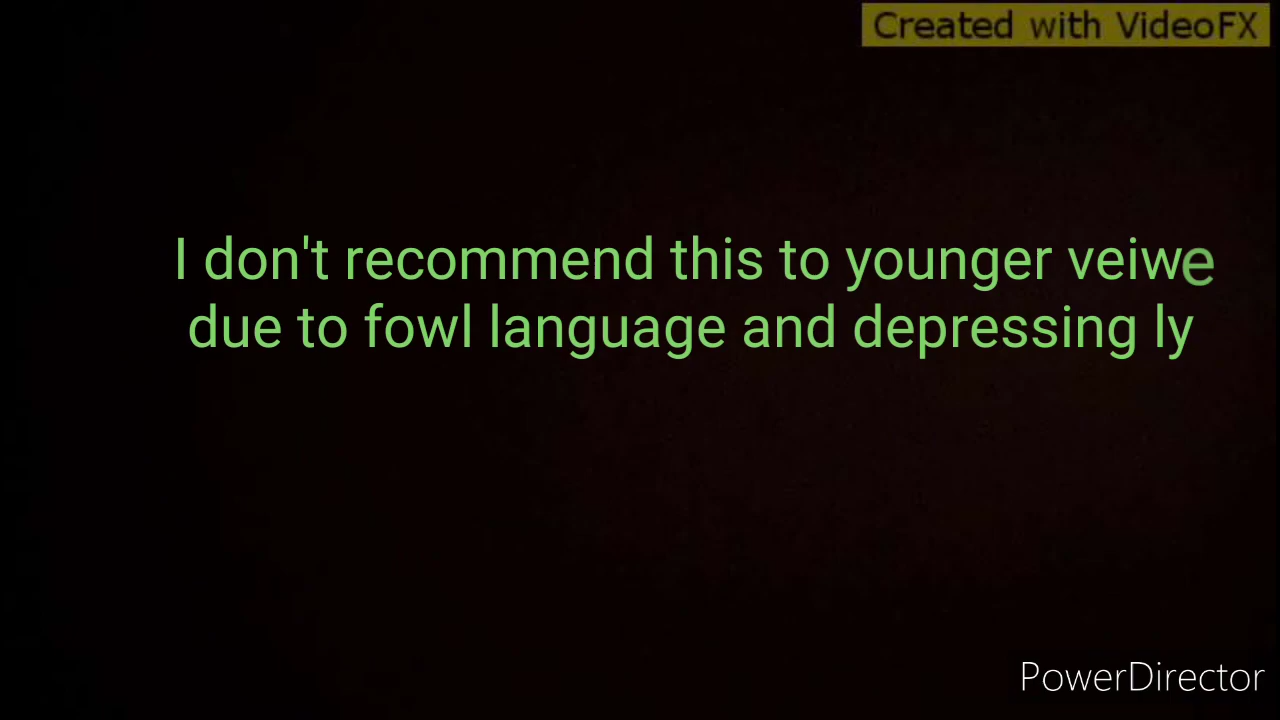 Created with VideoFX
I don't recommend this to younger veiwe
due to fowl language and depressing ly
PowerDirector